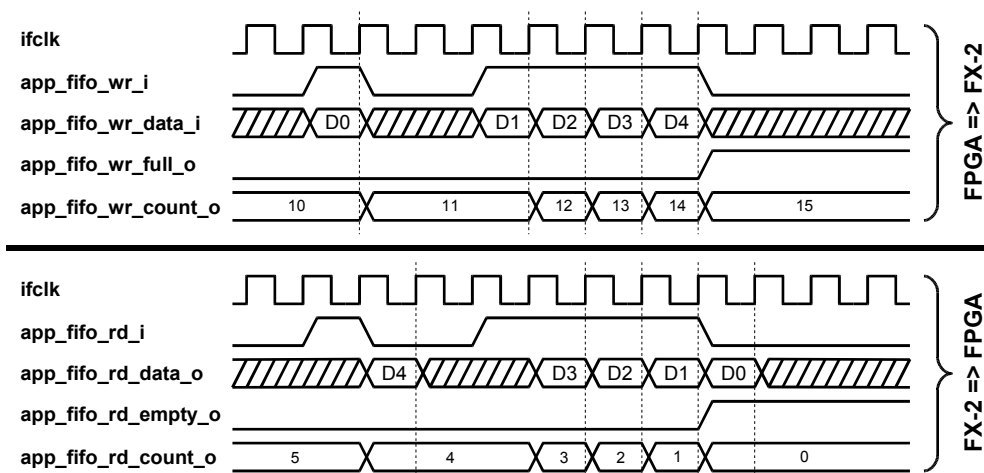 ifclk
app_fifo_wr_i
app_fifo_wr_data_i D0 D1 D2 D3 D4
app_fifo_wr_full_o
app_fifo_wr_count_o 10 11 12 13 14 15
FPGA => FX-2
ifclk
app_fifo_rd_i
app_fifo_rd_data_o D4 D3 D2 D1 D0
app_fifo_rd_empty_o
app_fifo_rd_count_o 5 4 3 2 1 0
FX-2 => FPGA